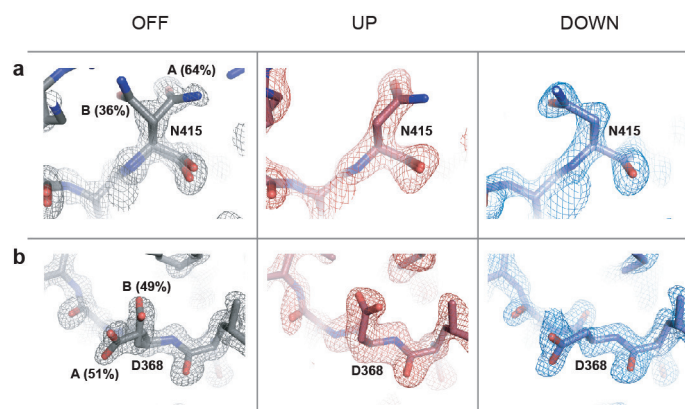 OFF UP DOWN
a
A (64%)
B (36%)
N415
N415
N415
b
B (49%)
A (51%)
D368
D368
D368